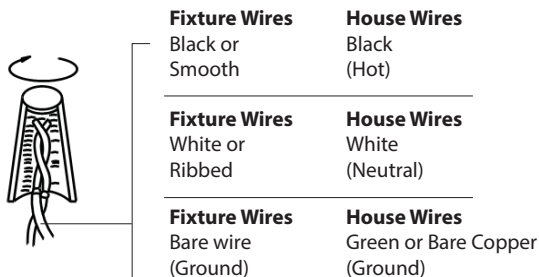 Fixture Wires House Wires
Black or Black
Smooth (Hot)
Fixture Wires House Wires
White or White
Ribbed (Neutral)
Fixture Wires House Wires
Bare wire Green or Bare Copper
(Ground) (Ground)